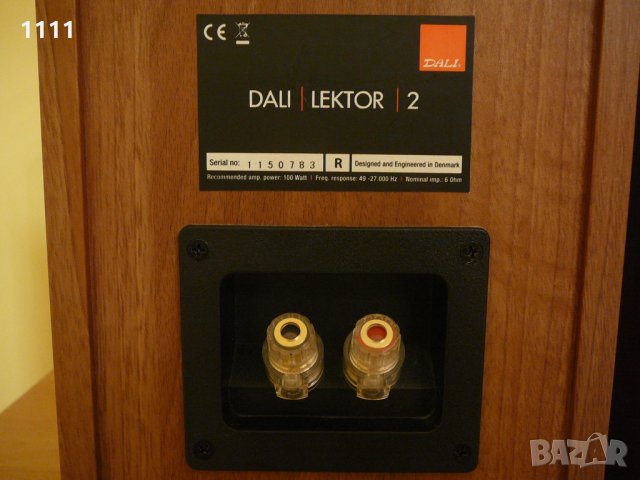 1111
DALI
DALI | LEKTOR | 2
Serial no: 1150783 R Designed and Engineered in Denmark
Recommended amp. power: 100 Watt | Freq. response: 49 -27.000 Hz | Nominal imp.: 6 Ohm
BAZAR